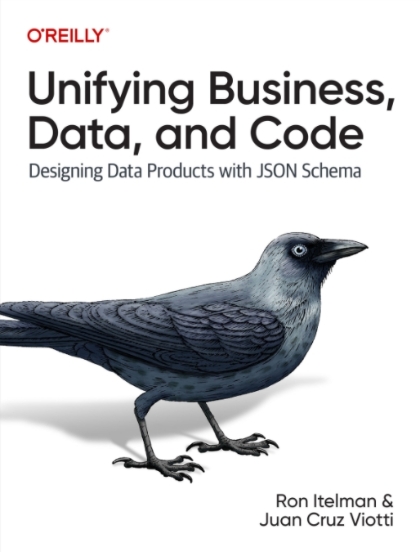 O'REILLY®
Unifying Business,
Data, and Code
Designing Data Products with JSON Schema
Ron Itelman &
Juan Cruz Viotti